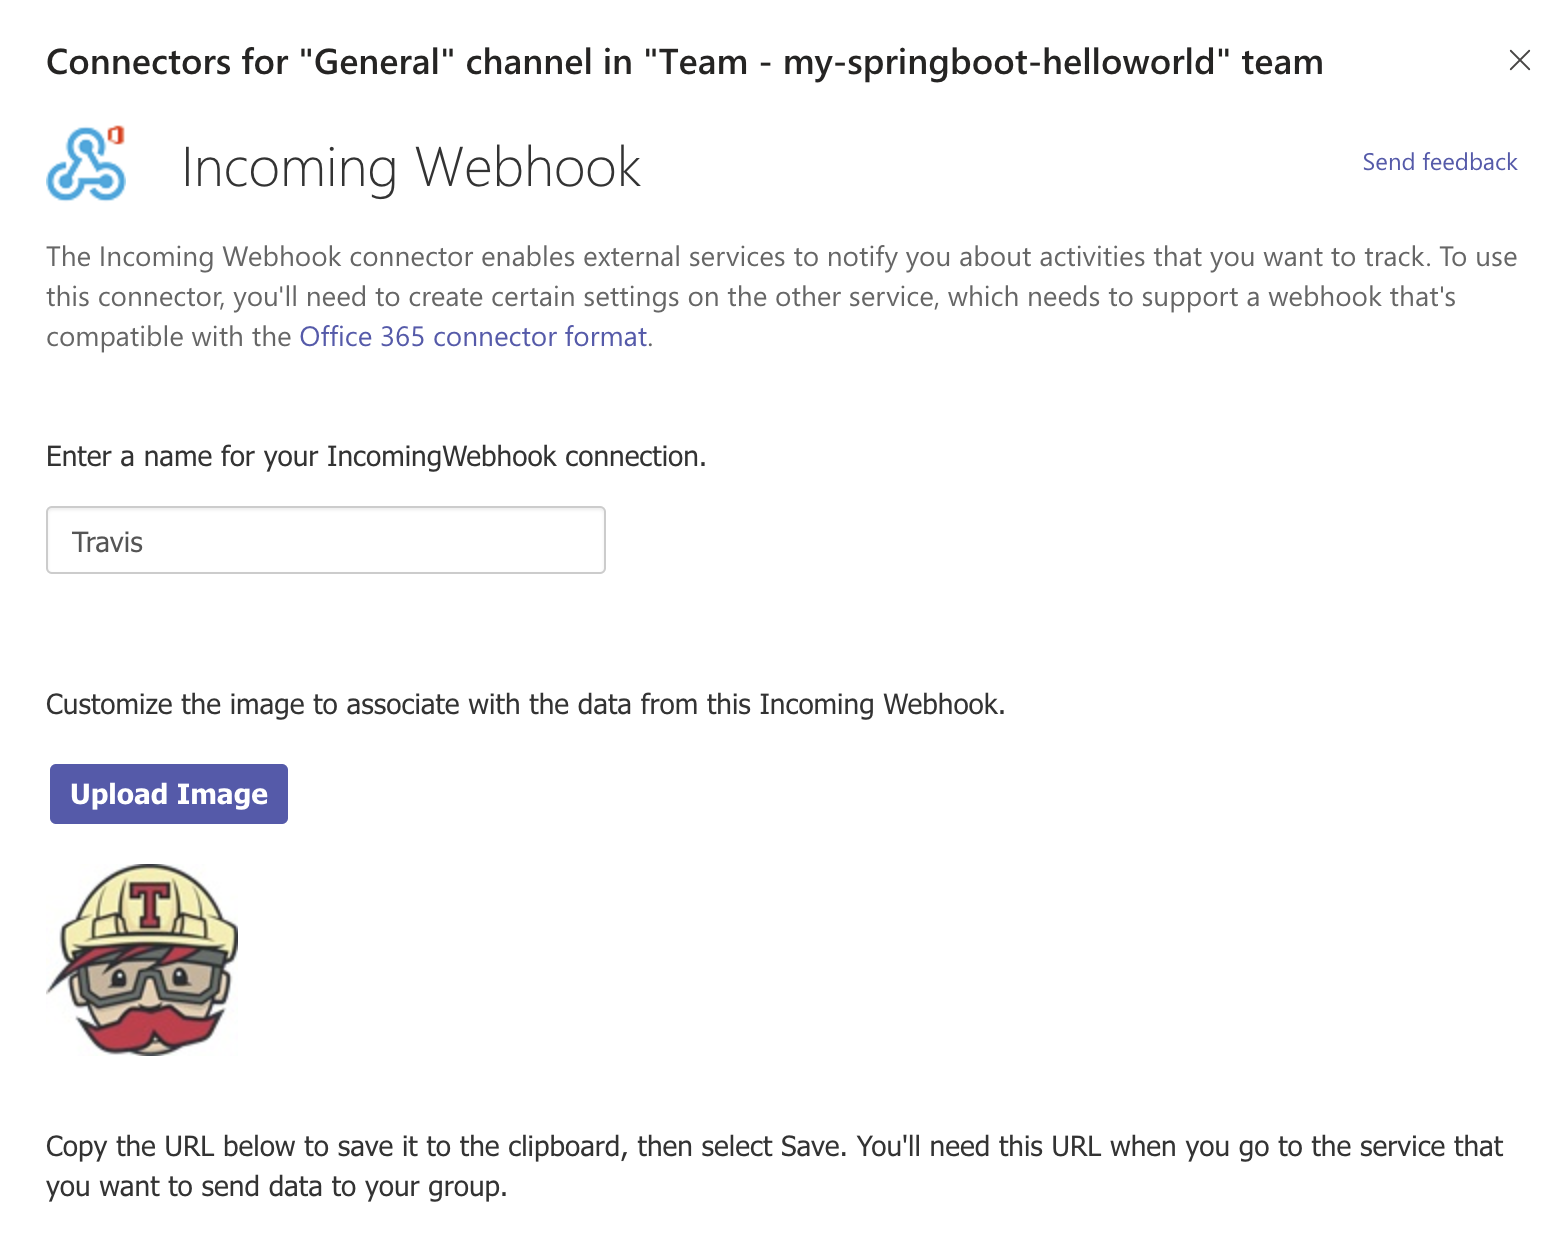 Connectors for "General" channel in "Team - my-springboot-helloworld" team
Incoming Webhook
Send feedback
The Incoming Webhook connector enables external services to notify you about activities that you want to track. To use
this connector, you'll need to create certain settings on the other service, which needs to support a webhook that's
compatible with the Office 365 connector format.
Enter a name for your IncomingWebhook connection.
Travis
Customize the image to associate with the data from this Incoming Webhook.
Upload Image
T
Copy the URL below to save it to the clipboard, then select Save. You'll need this URL when you go to the service that
you want to send data to your group.